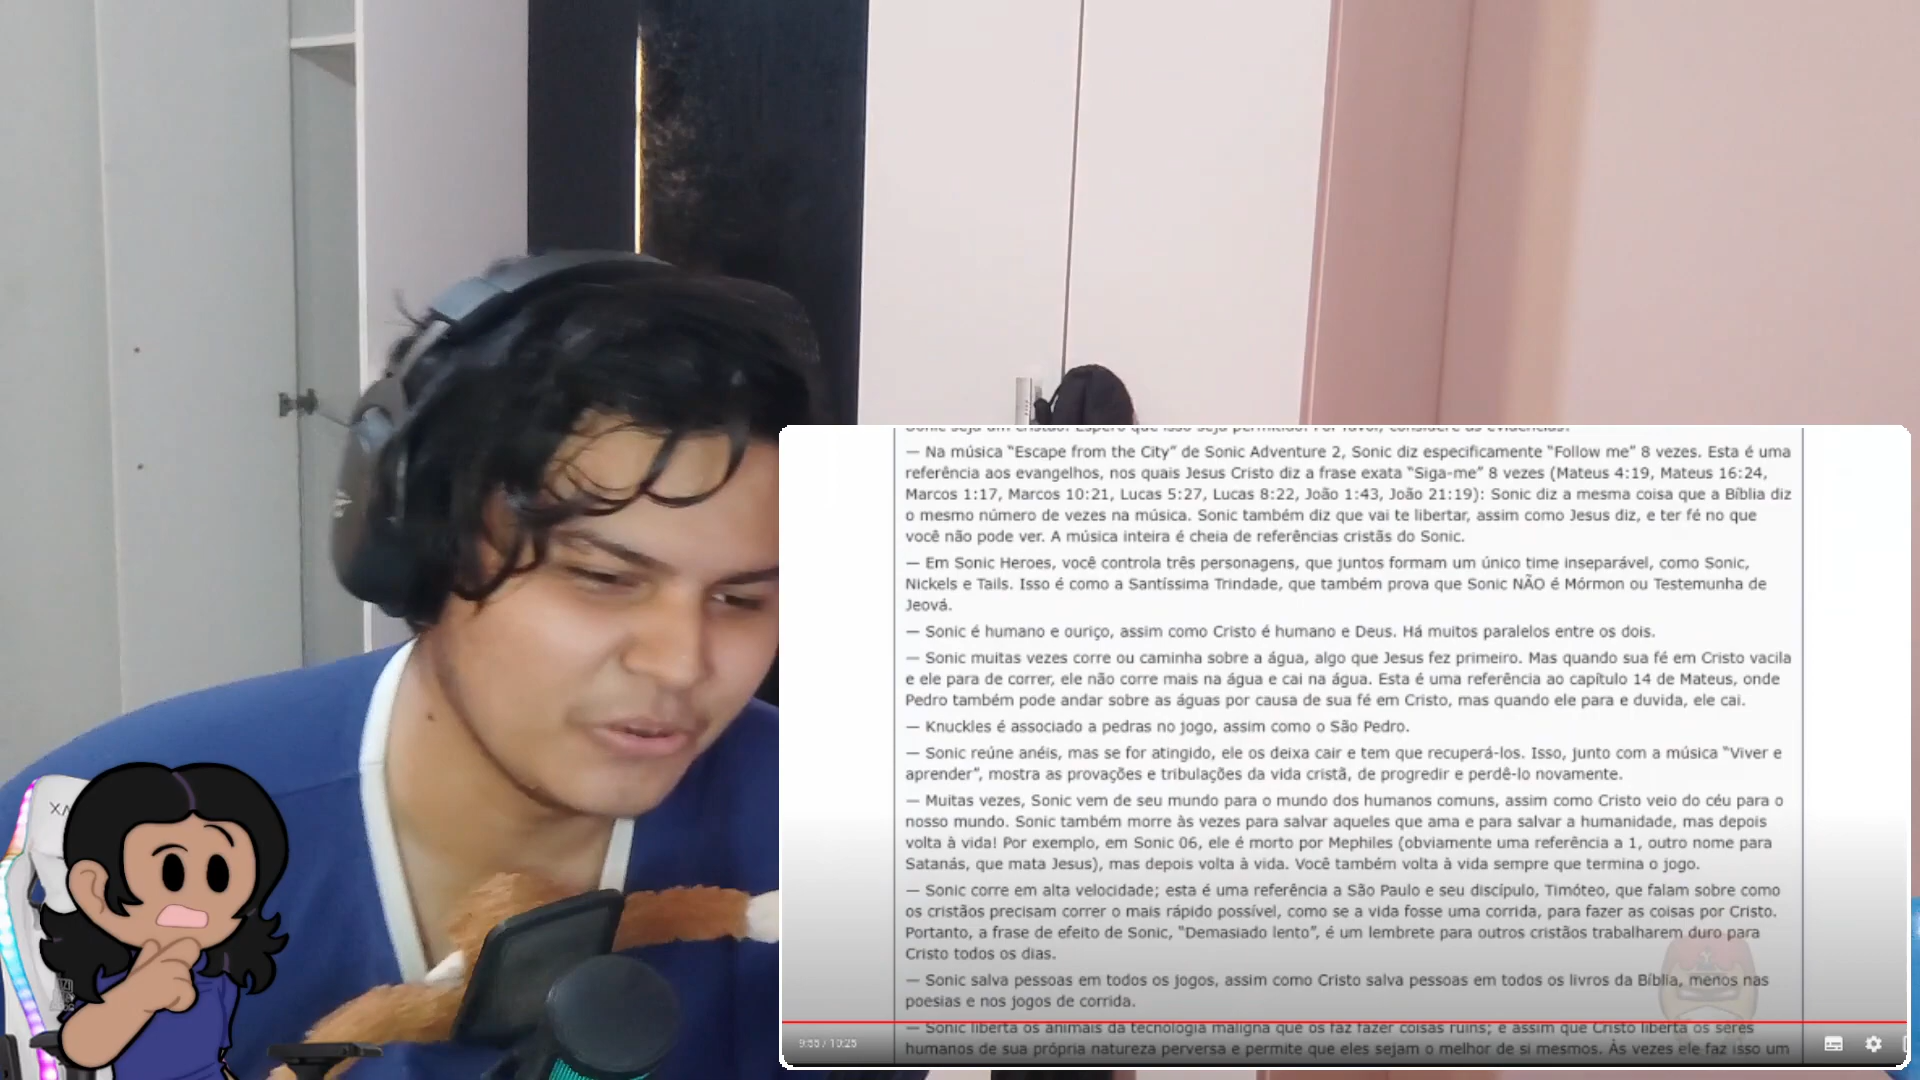 Sonic seja um cristão. Espero que isso seja permitido. Por favor, considere as evidências:
— Na música “Escape from the City” de Sonic Adventure 2, Sonic diz especificamente “Follow me” 8 vezes. Esta é uma
referência aos evangelhos, nos quais Jesus Cristo diz a frase exata “Siga-me” 8 vezes (Mateus 4:19, Mateus 16:24,
Marcos 1:17, Marcos 10:21, Lucas 5:27, Lucas 8:22, João 1:43, João 21:19): Sonic diz a mesma coisa que a Bíblia diz
o mesmo número de vezes na música. Sonic também diz que vai te libertar, assim como Jesus diz, e ter fé no que
você não pode ver. A música inteira é cheia de referências cristãs do Sonic.
— Em Sonic Heroes, você controla três personagens, que juntos formam um único time inseparável, como Sonic,
Nickels e Tails. Isso é como a Santíssima Trindade, que também prova que Sonic NÃO é Mórmon ou Testemunha de
Jeová.
— Sonic é humano e ouriço, assim como Cristo é humano e Deus. Há muitos paralelos entre os dois.
— Sonic muitas vezes corre ou caminha sobre a água, algo que Jesus fez primeiro. Mas quando sua fé em Cristo vacila
e ele para de correr, ele não corre mais na água e cai na água. Esta é uma referência ao capítulo 14 de Mateus, onde
Pedro também pode andar sobre as águas por causa de sua fé em Cristo, mas quando ele para e duvida, ele cai.
— Knuckles é associado a pedras no jogo, assim como o São Pedro.
— Sonic reúne anéis, mas se for atingido, ele os deixa cair e tem que recuperá-los. Isso, junto com a música “Viver e
aprender”, mostra as provações e tribulações da vida cristã, de progredir e perdê-lo novamente.
— Muitas vezes, Sonic vem de seu mundo para o mundo dos humanos comuns, assim como Cristo veio do céu para o
nosso mundo. Sonic também morre às vezes para salvar aqueles que ama e para salvar a humanidade, mas depois
volta à vida! Por exemplo, em Sonic 06, ele é morto por Mephiles (obviamente uma referência a 1, outro nome para
Satanás, que mata Jesus), mas depois volta à vida. Você também volta à vida sempre que termina o jogo.
— Sonic corre em alta velocidade; esta é uma referência a São Paulo e seu discípulo, Timóteo, que falam sobre como
os cristãos precisam correr o mais rápido possível, como se a vida fosse uma corrida, para fazer as coisas por Cristo.
Portanto, a frase de efeito de Sonic, “Demasiado lento”, é um lembrete para outros cristãos trabalharem duro para
Cristo todos os dias.
— Sonic salva pessoas em todos os jogos, assim como Cristo salva pessoas em todos os livros da Bíblia, menos nas
poesias e nos jogos de corrida.
— Sonic liberta os animais da tecnologia maligna que os faz fazer coisas ruins; é assim que Cristo liberta os seres
humanos de sua própria natureza perversa e permite que eles sejam o melhor de si mesmos. Às vezes ele faz isso um
9:55 / 10:25